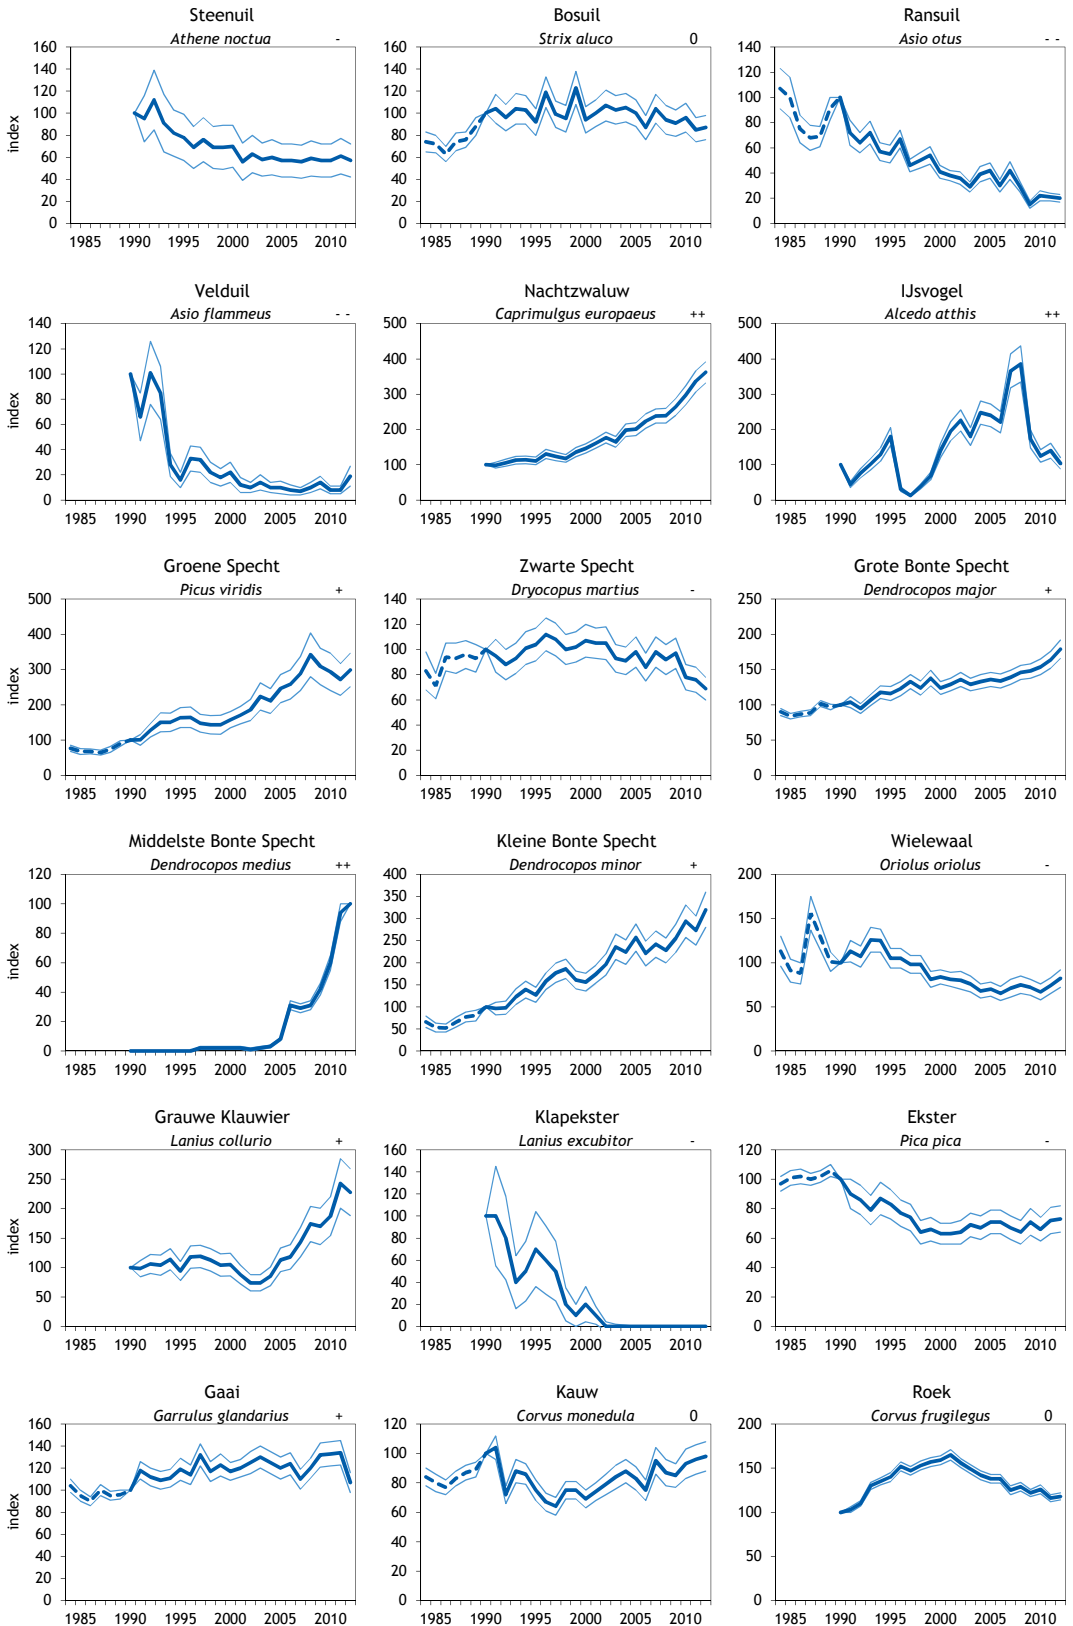 Steenuil Bosuil Ransuil
Athene noctua - Strix aluco 0 Asio otus - -
160 160 140
140 140 120
120 120 100
100 100 80
80 80 60
60 60 40
40 40 20
20 20 0
0 0
index
1985 1990 1995 2000 2005 2010 1985 1990 1995 2000 2005 2010 1985 1990 1995 2000 2005 2010
Velduil Nachtzwaluw IJsvogel
Asio flammeus - - Caprimulgus europaeus ++ Alcedo atthis ++
140 500 500
120 400 400
100 300 300
80 200 200
60 100 100
40 0 0
20
0
index
1985 1990 1995 2000 2005 2010 1985 1990 1995 2000 2005 2010 1985 1990 1995 2000 2005 2010
Groene Specht Zwarte Specht Grote Bonte Specht
Picus viridis + Dryocopus martius - Dendrocopos major +
500 140 250
400 120 200
300 100 150
200 80 100
100 60 50
0 40 0
20
0
index
1985 1990 1995 2000 2005 2010 1985 1990 1995 2000 2005 2010 1985 1990 1995 2000 2005 2010
Middelste Bonte Specht Kleine Bonte Specht Wielewaal
Dendrocopos medius ++ Dendrocopos minor + Oriolus oriolus -
120 400 200
100 350 150
80 300 100
60 250 50
40 200 0
20 150
0 100
50
0
index
1985 1990 1995 2000 2005 2010 1985 1990 1995 2000 2005 2010 1985 1990 1995 2000 2005 2010
Grauwe Klauwier Klapekster Ekster
Lanius collurio + Lanius excubitor - Pica pica -
300 160 120
250 140 100
200 120 80
150 100 60
100 80 40
50 60 20
0 40 0
20
0
index
1985 1990 1995 2000 2005 2010 1985 1990 1995 2000 2005 2010 1985 1990 1995 2000 2005 2010
Gaai Kauw Roek
Garrulus glandarius + Corvus monedula 0 Corvus frugilegus 0
160 120 200
140 100 150
120 80 100
100 60 50
80 40 0
60 20
40 0
20
0
index
1985 1990 1995 2000 2005 2010 1985 1990 1995 2000 2005 2010 1985 1990 1995 2000 2005 2010